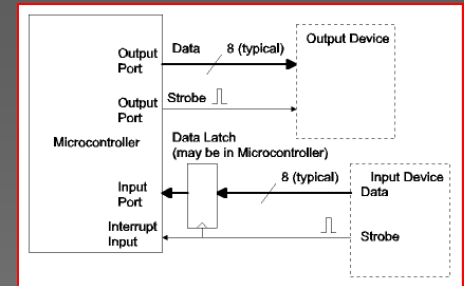 Output Device
Output Port
Data
8 (typical)
Output Port
Strobe
Microcontroller
Data Latch
(may be in Microcontroller)
Input Port
8 (typical)
Input Device
Data
Interrupt Input
Strobe